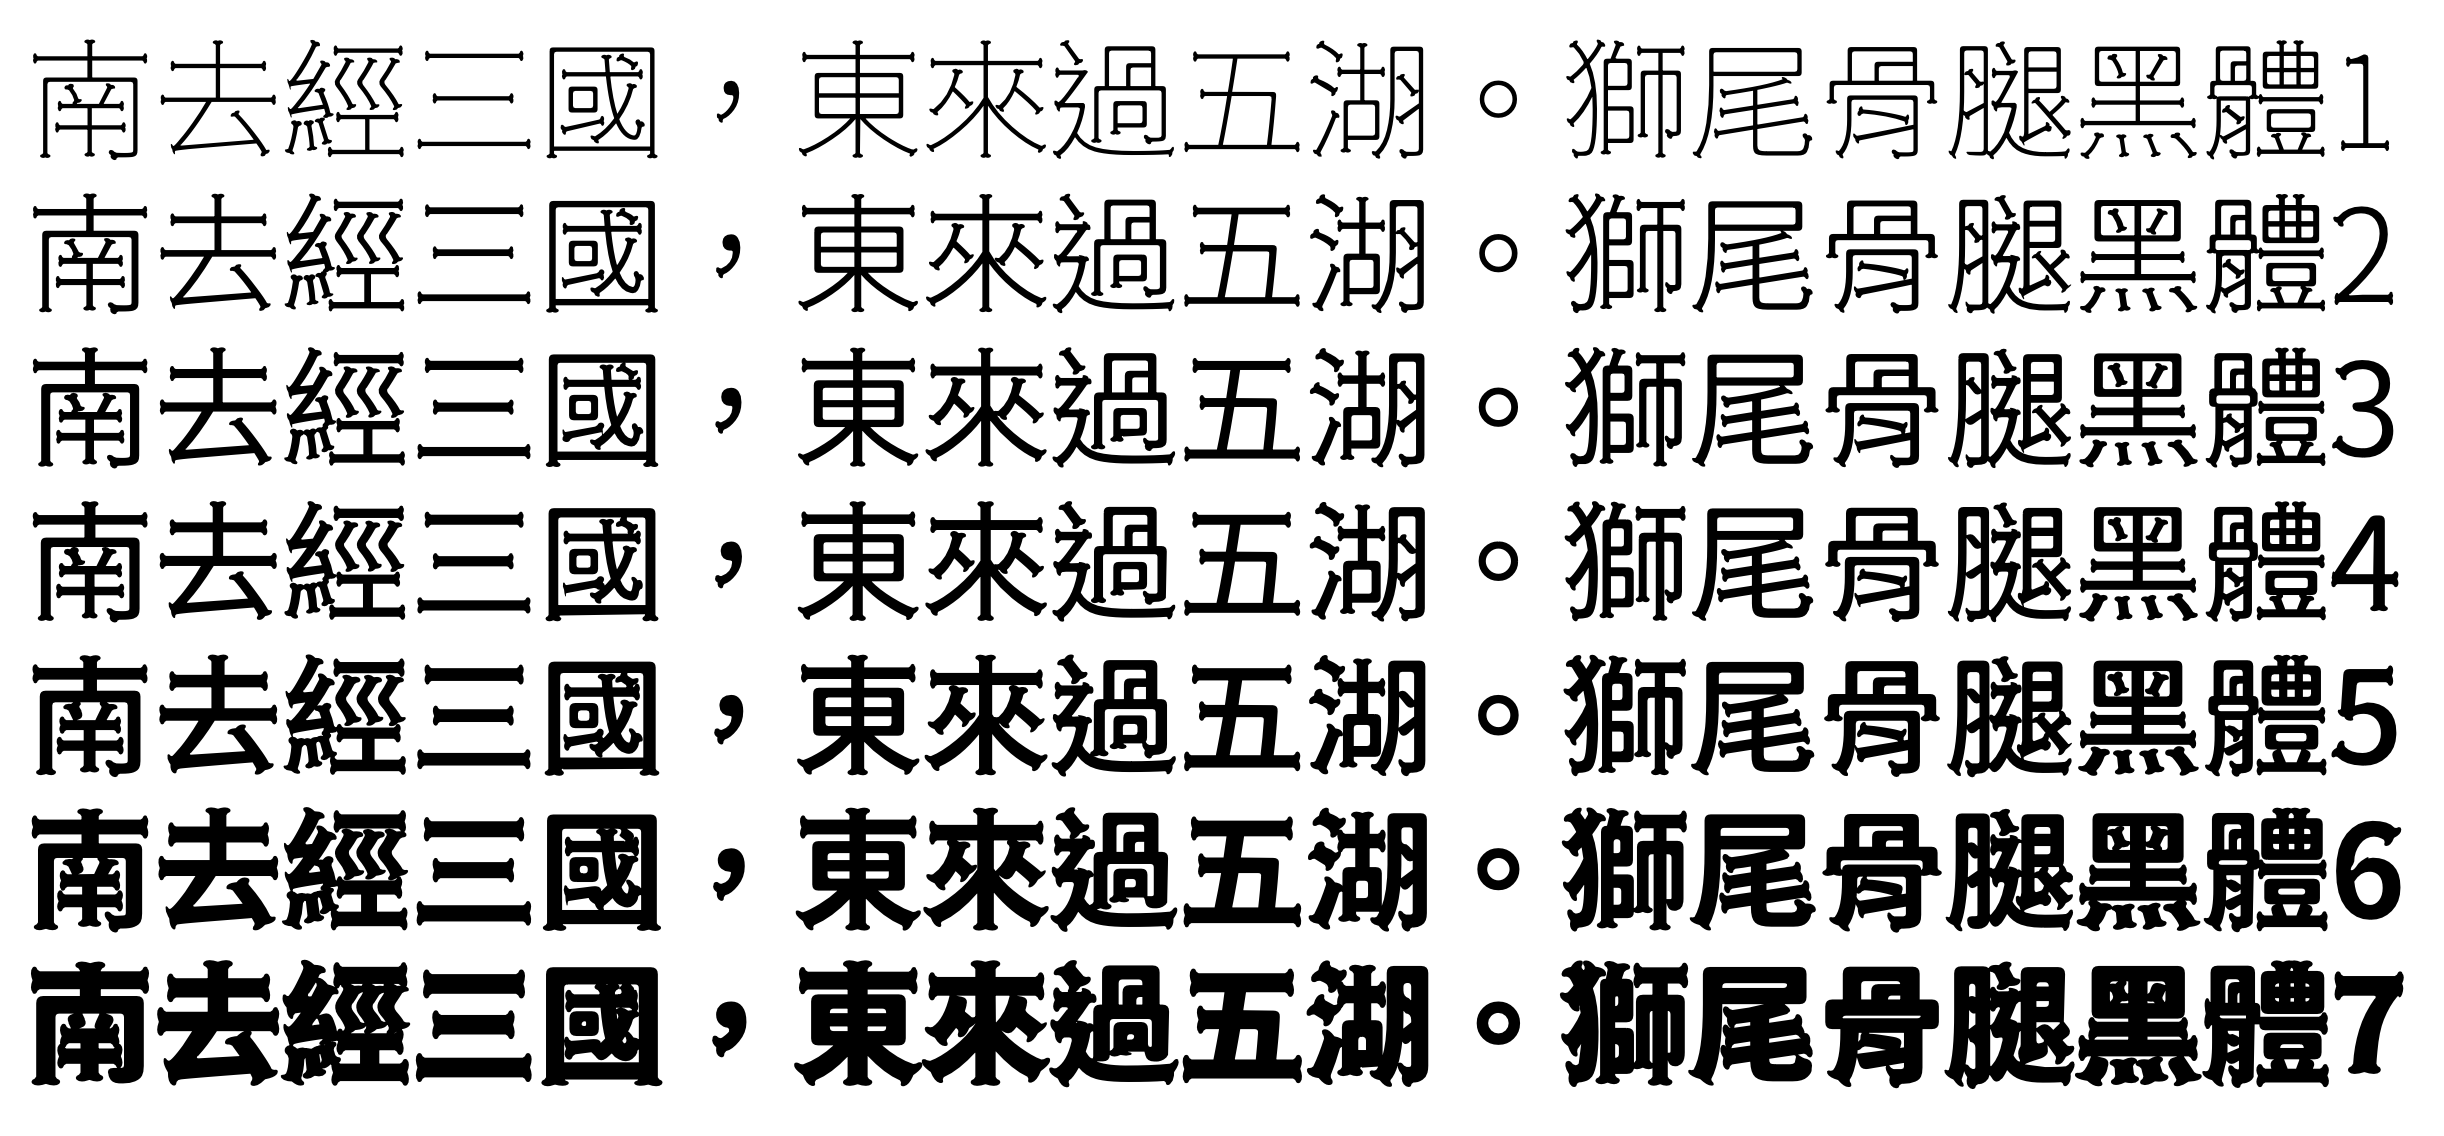 南去經三國，東來過五湖。獅尾骨腿黑體1
南去經三國，東來過五湖。獅尾骨腿黑體2
南去經三國，東來過五湖。獅尾骨腿黑體3
南去經三國，東來過五湖。獅尾骨腿黑體4
南去經三國，東來過五湖。獅尾骨腿黑體5
南去經三國，東來過五湖。獅尾骨腿黑體6
南去經三國，東來過五湖。獅尾骨腿黑體7